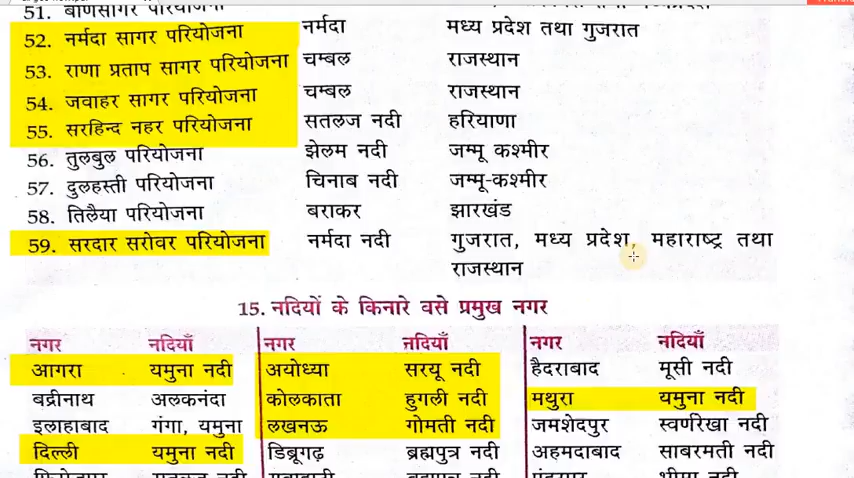 51. बाणसागर परियोजना
52. नर्मदा सागर परियोजना नर्मदा मध्य प्रदेश तथा गुजरात
53. राणा प्रताप सागर परियोजना चम्बल राजस्थान
54. जवाहर सागर परियोजना चम्बल राजस्थान
55. सरहिन्द नहर परियोजना सतलज नदी हरियाणा
56. तुलबुल परियोजना झेलम नदी जम्मू कश्मीर
57. दुलहस्ती परियोजना चिनाब नदी जम्मू-कश्मीर
58. तिलैया परियोजना बराकर झारखंड
59. सरदार सरोवर परियोजना नर्मदा नदी गुजरात, मध्य प्रदेश, महाराष्ट्र तथा
राजस्थान
15. नदियों के किनारे वसे प्रमुख नगर
नगर नदियाँ नगर नदियाँ नगर नदियाँ
आगरा यमुना नदी अयोध्या सरयू नदी हैदराबाद मूसी नदी
बद्रीनाथ अलकनंदा कोलकाता हुगली नदी मथुरा यमुना नदी
इलाहाबाद गंगा, यमुना लखनऊ गोमती नदी जमशेदपुर स्वर्णरेखा नदी
दिल्ली यमुना नदी डिब्रूगढ़ ब्रह्मपुत्र नदी अहमदाबाद साबरमती नदी